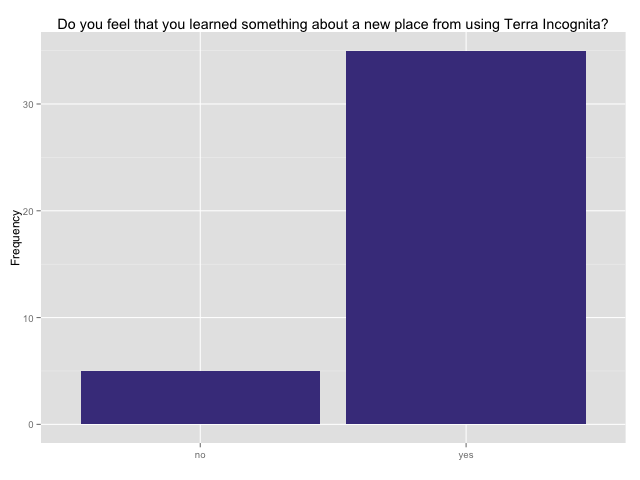 Do you feel that you learned something about a new place from using Terra Incognita?
30
20
10
0
Frequency
no yes